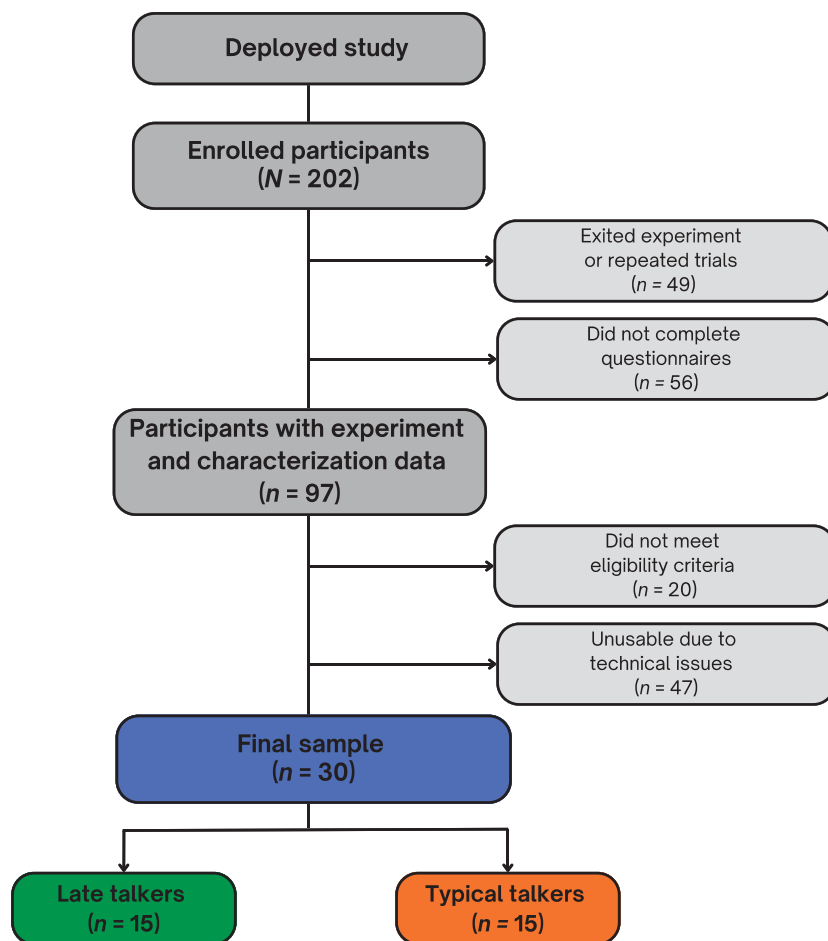 Deployed study
Enrolled participants
(N = 202)
Exited experiment
or repeated trials
(n = 49)
Did not complete
questionnaires
(n = 56)
Participants with experiment
and characterization data
(n = 97)
Did not meet
eligibility criteria
(n = 20)
Unusable due to
technical issues
(n = 47)
Final sample
(n = 30)
Late talkers
(n = 15)
Typical talkers
(n = 15)